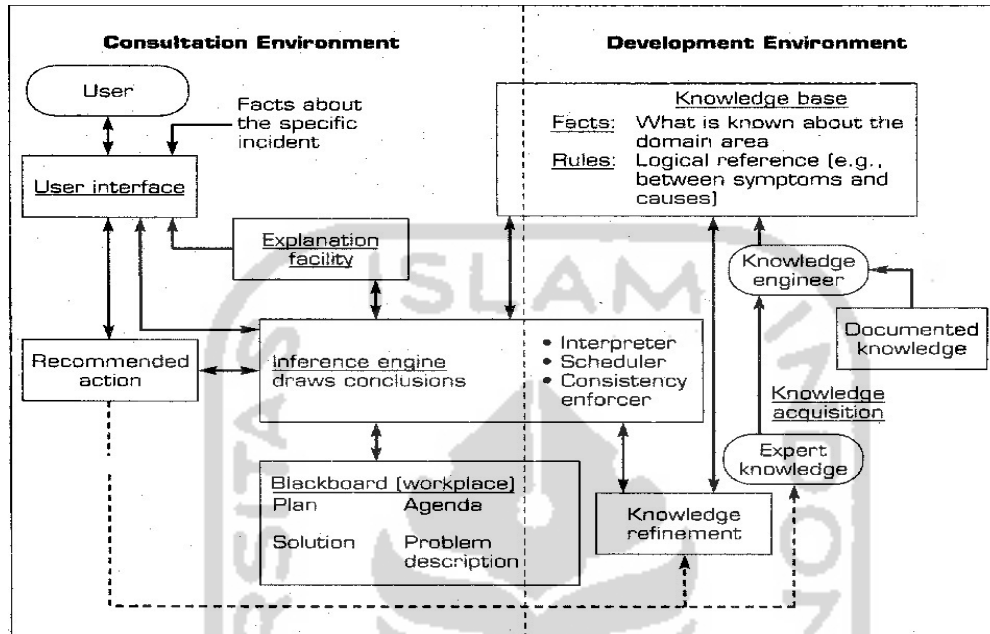 Consultation Environment
Development Environment
User
Facts about
the specific
incident
User interface
Explanation
facility
Recommended
action
Inference engine
draws conclusions
• Interpreter
• Scheduler
• Consistency
enforcer
Blackboard (workplace)
Plan Agenda
Solution Problem
description
Knowledge base
Facts: What is known about the
domain area
Rules: Logical reference (e.g.,
between symptoms and
causes)
Knowledge
engineer
Documented
knowledge
Knowledge
acquisition
Expert
knowledge
Knowledge
refinement
ISLAM